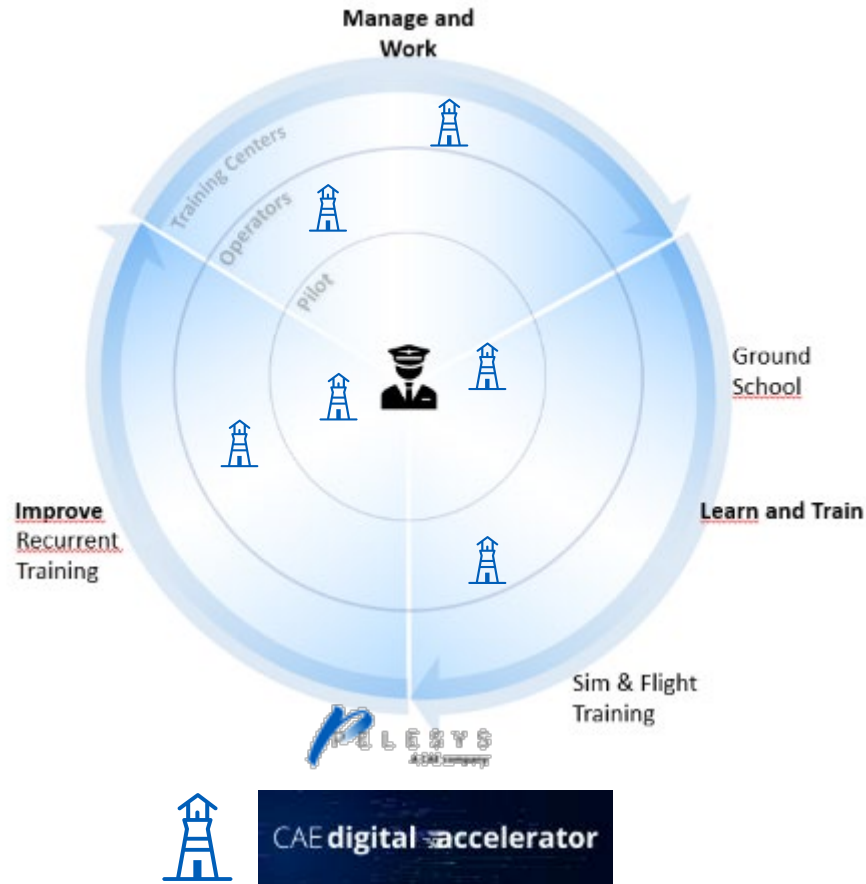 Manage and
Work
Training Centers
Operators
Pilot
Ground
School
Improve
Recurrent
Training
Learn and Train
Sim & Flight
Training
PELESYS
A CAE company
CAE digital accelerator